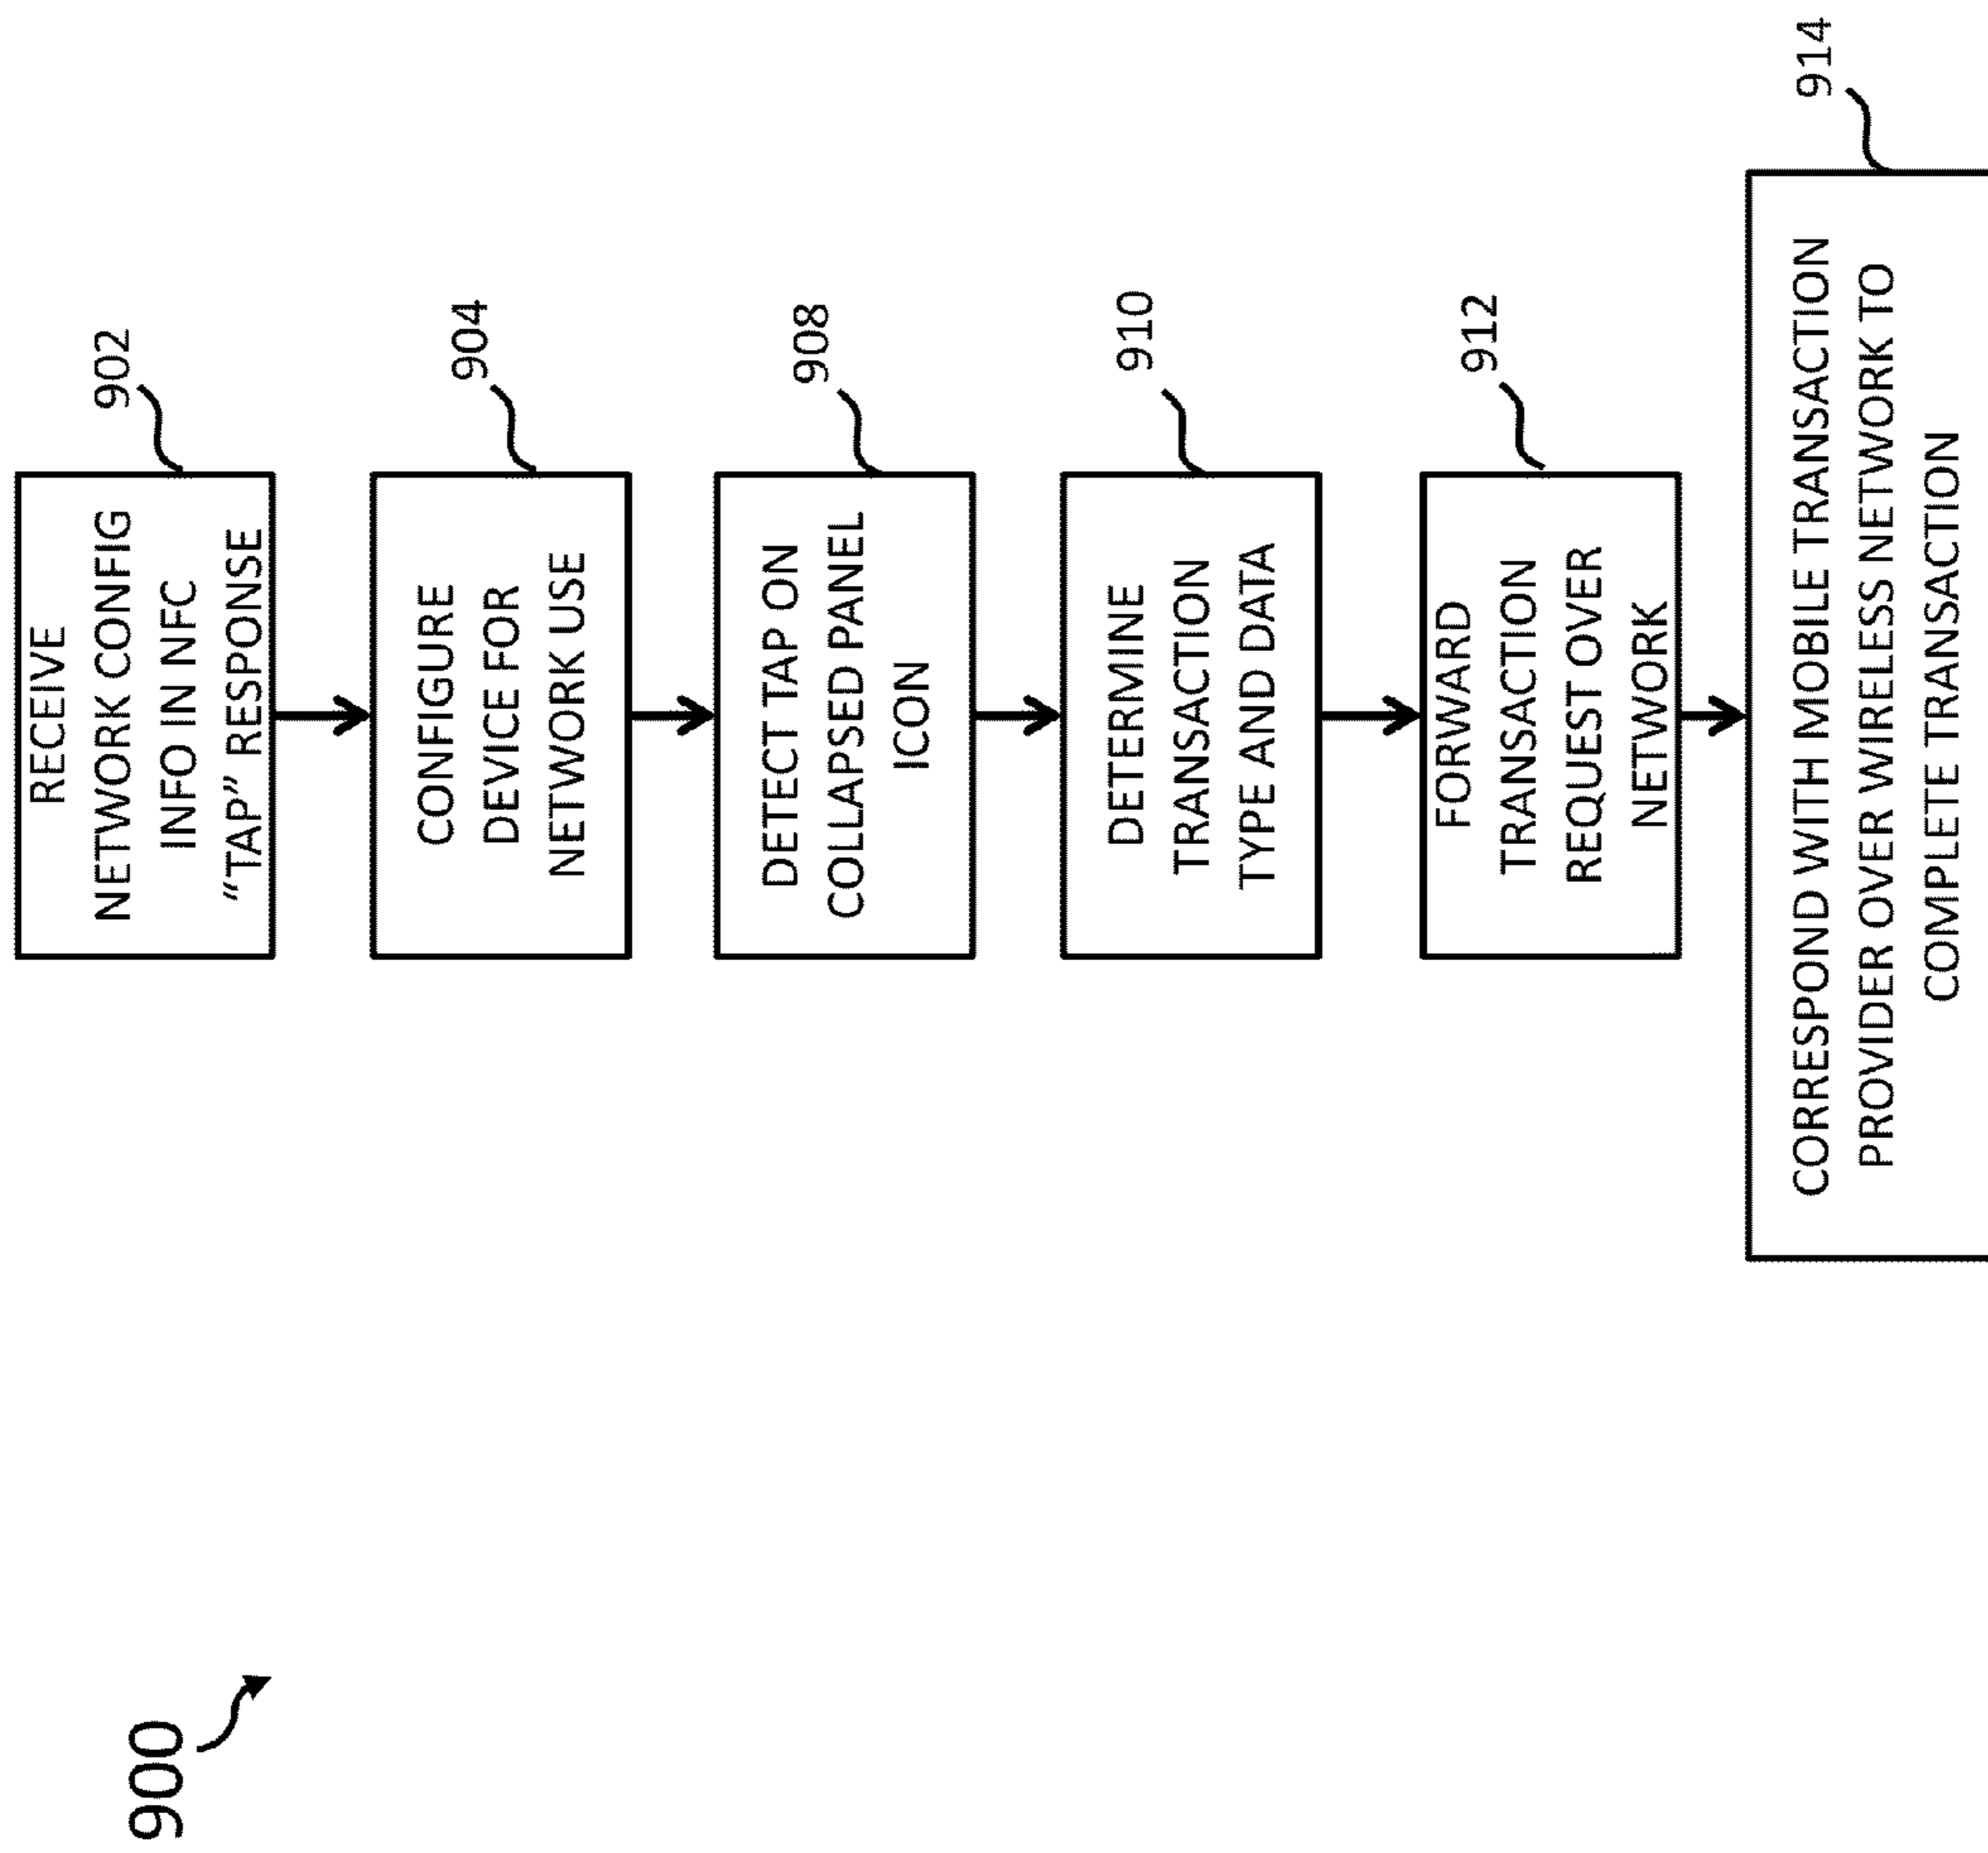 900
RECEIVE
NETWORK CONFIG
INFO IN NFC
“TAP” RESPONSE
902
CONFIGURE
DEVICE FOR
NETWORK USE
904
DETECT TAP ON
COLLAPSED PANEL
ICON
908
DETERMINE
TRANSACTION
TYPE AND DATA
910
FORWARD
TRANSACTION
REQUEST OVER
NETWORK
912
CORRESPOND WITH MOBILE TRANSACTION
PROVIDER OVER WIRELESS NETWORK TO
COMPLETE TRANSACTION
914